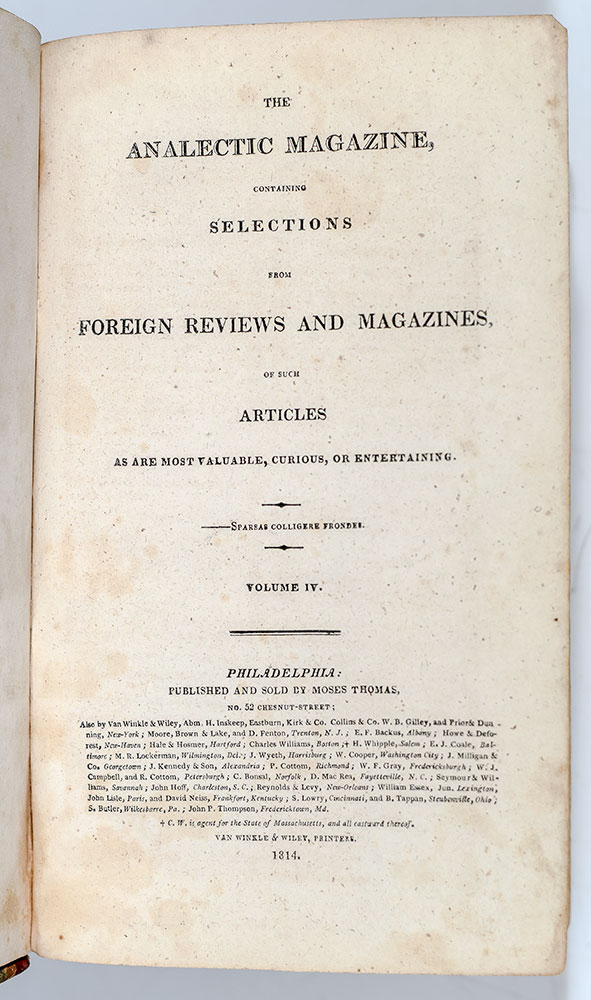 THE
ANALECTIC MAGAZINE,
CONTAINING
SELECTIONS
FROM
FOREIGN REVIEWS AND MAGAZINES,
OF SUCH
ARTICLES
AS ARE MOST VALUABLE, CURIOUS, OR ENTERTAINING.
——SPARSAS COLLIGERE FRONDES.
VOLUME IV.
PHILADELPHIA:
PUBLISHED AND SOLD BY MOSES THOMAS,
NO. 52 CHESNUT-STREET;
Also by Van Winkle & Wiley, Abm. H. Inskeep, Eastburn, Kirk & Co. Collins & Co. W. B. Gilley, and Prior & Dun-
ning, New-York; Moore, Brown & Lake, and D. Fenton, Trenton, N. J.; E. F. Backus, Albany; Howe & Defo-
rest, New-Haven; Hale & Hosmer, Hartford; Charles Williams, Boston;† H. Whipple, Salem; E. J. Coale, Bal-
timore; M. R. Lockerman, Wilmington, Del.; J. Wyeth, Harrisburg; W. Cooper, Washington City; J. Milligan &
Co. Georgetown; J. Kennedy & Son, Alexandria; P. Cottom, Richmond; W. F. Gray, Fredericksburgh; W. J.
Campbell, and R. Cottom, Petersburgh; C. Bonsal, Norfolk; D. Mac Rea, Fayetteville, N. C.; Seymour & Wil-
liams, Savannah; John Hoff, Charleston, S. C.; Reynolds & Levy, New-Orleans; William Essex, Jun. Lexington;
John Lisle, Paris, and David Neiss, Frankfort, Kentucky; S. Lowry, Cincinnati, and B. Tappan, Steubenville, Ohio;
S. Butler, Wilkesbarre, Pa.; John P. Thompson, Fredericktown, Md.
† C. W. is agent for the State of Massachusetts, and all eastward thereof.
VAN WINKLE & WILEY, PRINTERS.
1814.